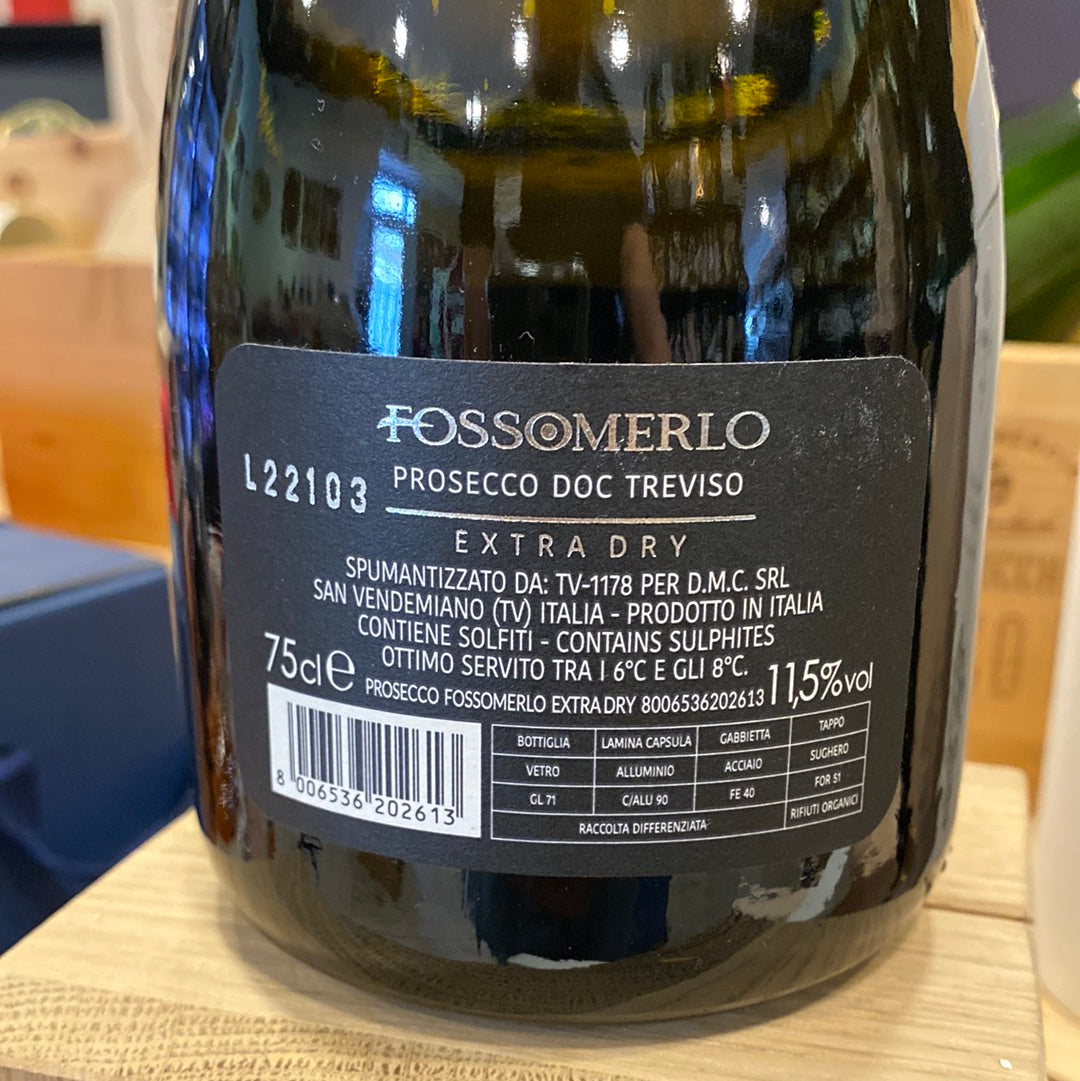 FOSSOMERLO
L22103
PROSECCO DOC TREVISO
EXTRA DRY
SPUMANTIZZATO DA: TV-1178 PER D.M.C. SRL
SAN VENDEMIANO (TV) ITALIA - PRODOTTO IN ITALIA
CONTIENE SOLFITI - CONTAINS SULPHITES
OTTIMO SERVITO TRA I 6°C E GLI 8°C.
75cl e
11,5%vol
PROSECCO FOSSOMERLO EXTRA DRY 8006536202613
8 006536 202613
BOTTIGLIA LAMINA CAPSULA GABBIETTA TAPPO
VETRO ALLUMINIO ACCIAIO SUGHERO
GL 71 C/ALU 90 FE 40 FOR 51
RACCOLTA DIFFERENZIATA RIFIUTI ORGANICI